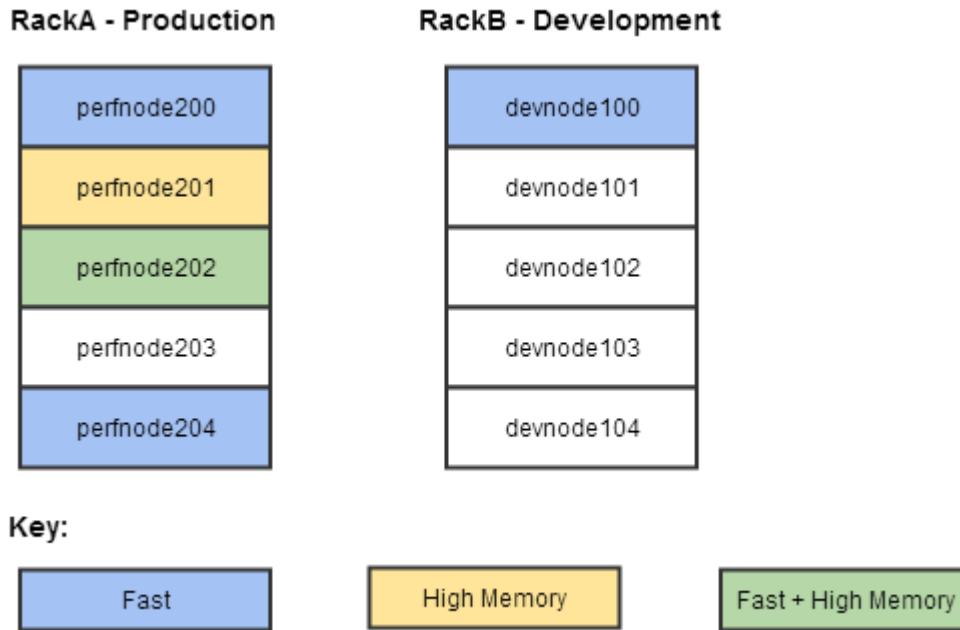 RackA - Production
RackB - Development
perfnode200
devnode100
perfnode201
devnode101
perfnode202
devnode102
perfnode203
devnode103
perfnode204
devnode104
Key:
Fast
High Memory
Fast + High Memory